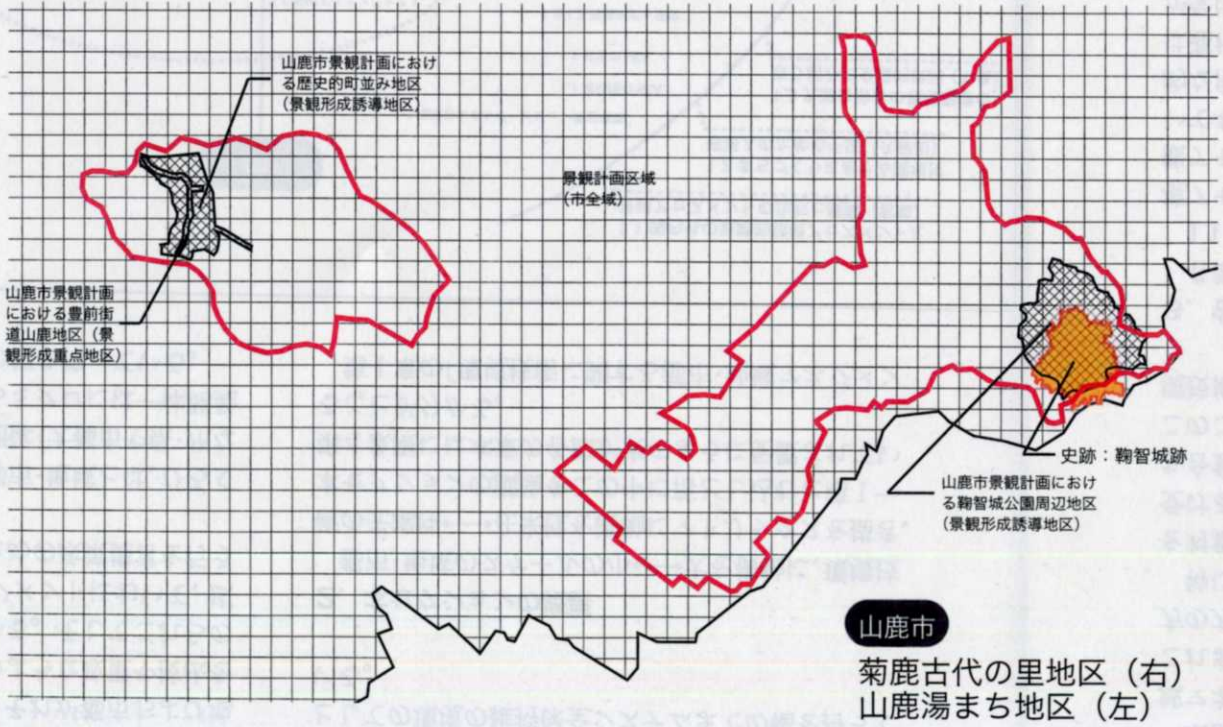 山鹿市景観計画におけ
る歴史的町並み地区
(景観形成誘導地区)
景観計画区域
(市全域)
山鹿市景観計画
における豊前街
道山鹿地区(景
観形成重点地区)
史跡：鞠智城跡
山鹿市景観計画におけ
る鞠智城公園周辺地区
(景観形成誘導地区)
山鹿市
菊鹿古代の里地区（右）
山鹿湯まち地区（左）